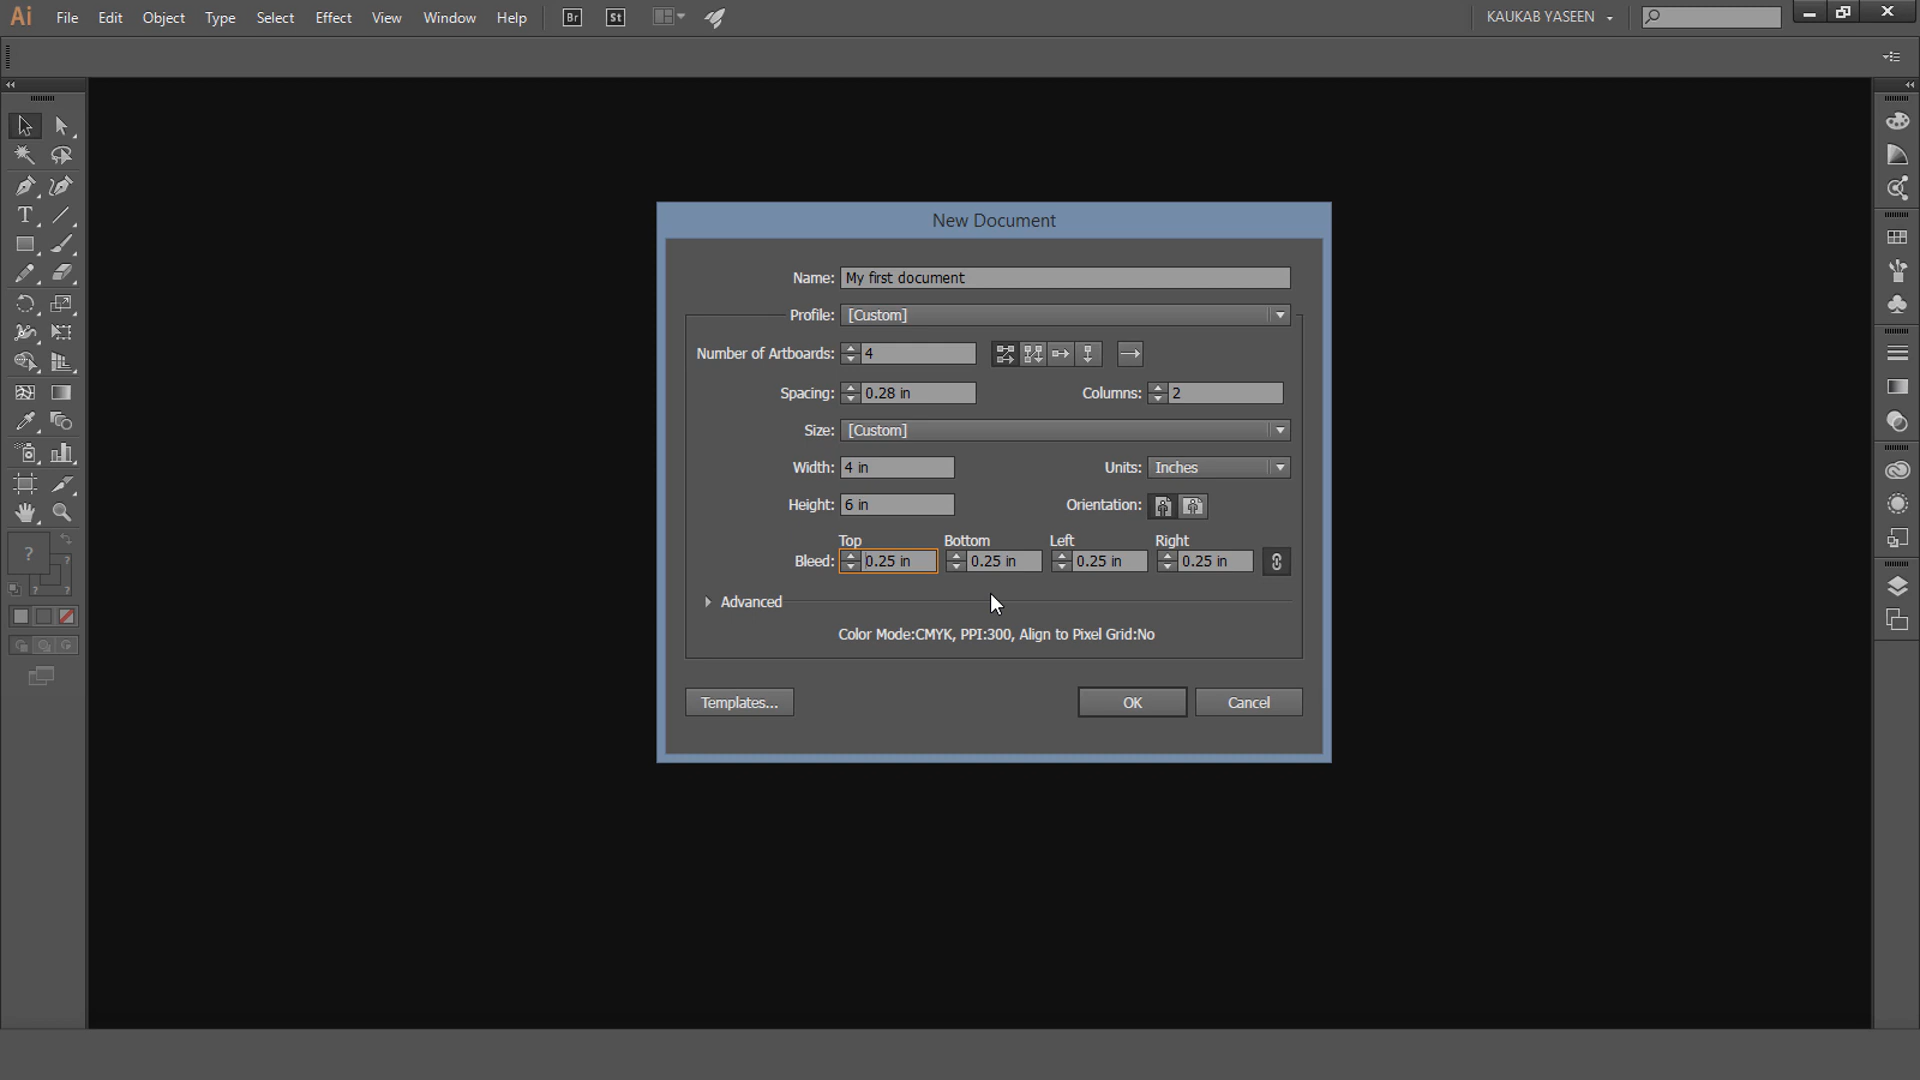 Ai File Edit Object Type Select Effect View Window Help Br St KAUKAB YASEEN
New Document
Name: My first document
Profile: [Custom]
Number of Artboards: 4
Spacing: 0.28 in Columns: 2
Size: [Custom]
Width: 4 in Units: Inches
Height: 6 in Orientation:
Top Bottom Left Right
Bleed: 0.25 in 0.25 in 0.25 in 0.25 in
Advanced
Color Mode:CMYK, PPI:300, Align to Pixel Grid:No
Templates... OK Cancel
T
?
?
? ?